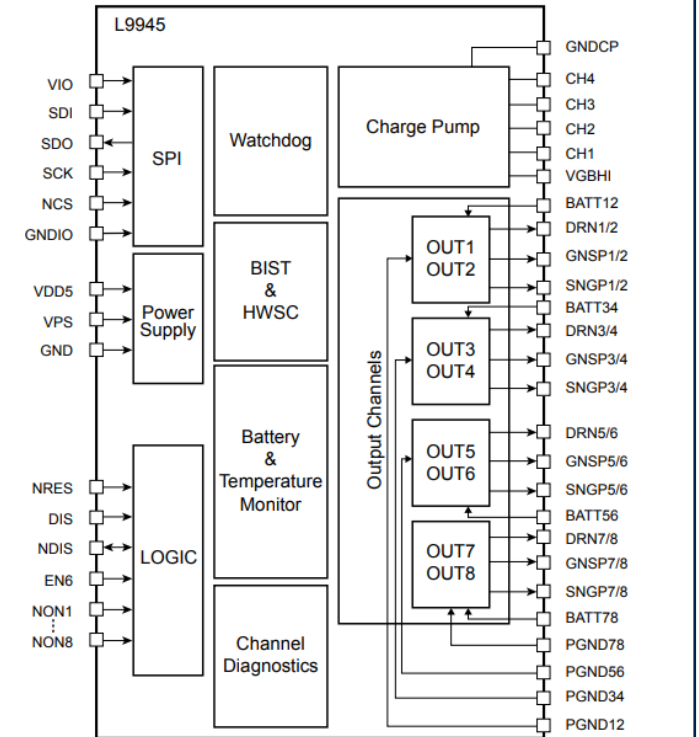 L9945
VIO
SDI
SDO
SCK
NCS
GNDIO
SPI
VDD5
VPS
GND
Power
Supply
NRES
DIS
NDIS
EN6
NON1
NON8
LOGIC
Watchdog
BIST
&
HWSC
Battery
&
Temperature
Monitor
Channel
Diagnostics
Charge Pump
Output Channels
OUT1
OUT2
OUT3
OUT4
OUT5
OUT6
OUT7
OUT8
GNDCP
CH4
CH3
CH2
CH1
VGBHI
BATT12
DRN1/2
GNSP1/2
SNGP1/2
BATT34
DRN3/4
GNSP3/4
SNGP3/4
DRN5/6
GNSP5/6
SNGP5/6
BATT56
DRN7/8
GNSP7/8
SNGP7/8
BATT78
PGND78
PGND56
PGND34
PGND12